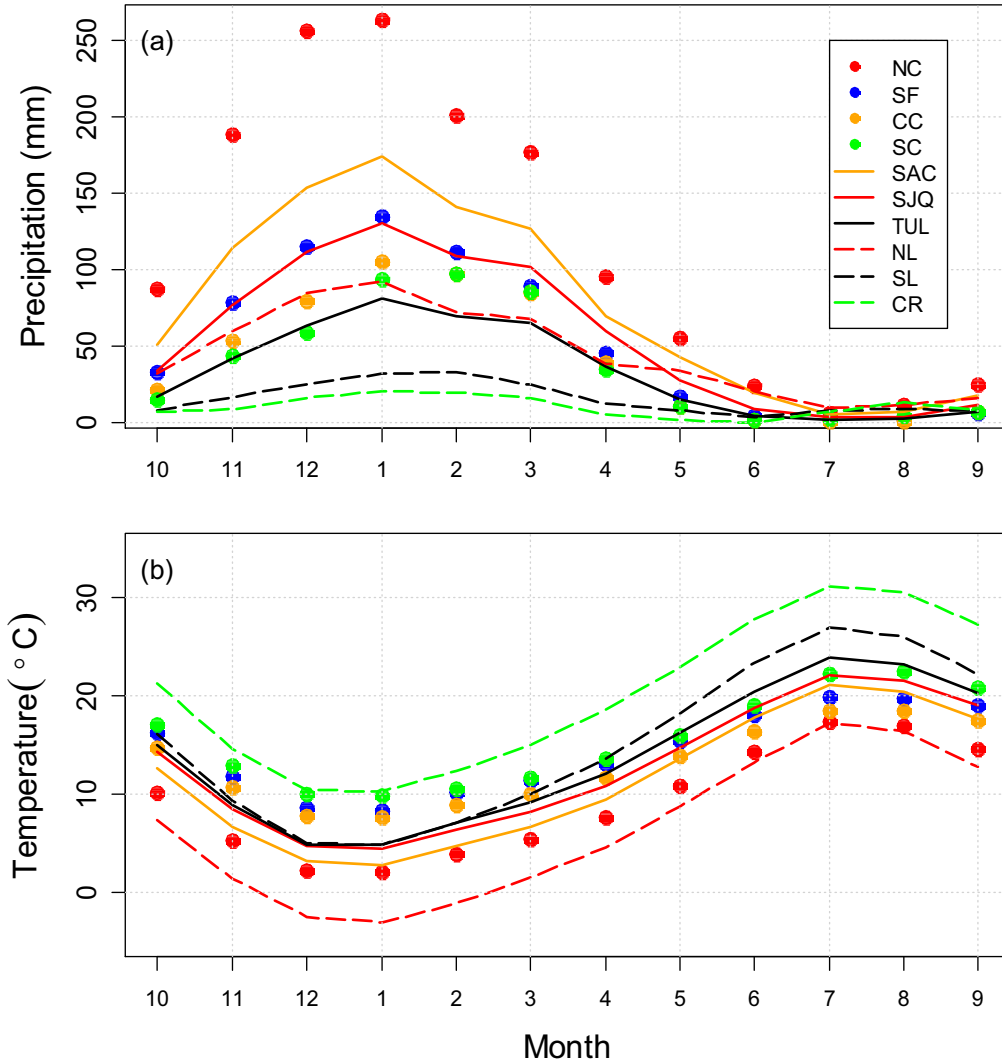 (a)
Precipitation (mm)
250
200
150
100
50
0
NC
SF
CC
SC
SAC
SJQ
TUL
NL
SL
CR
10 11 12 1 2 3 4 5 6 7 8 9
(b)
Temperature( ° C)
30
20
10
0
10 11 12 1 2 3 4 5 6 7 8 9
Month